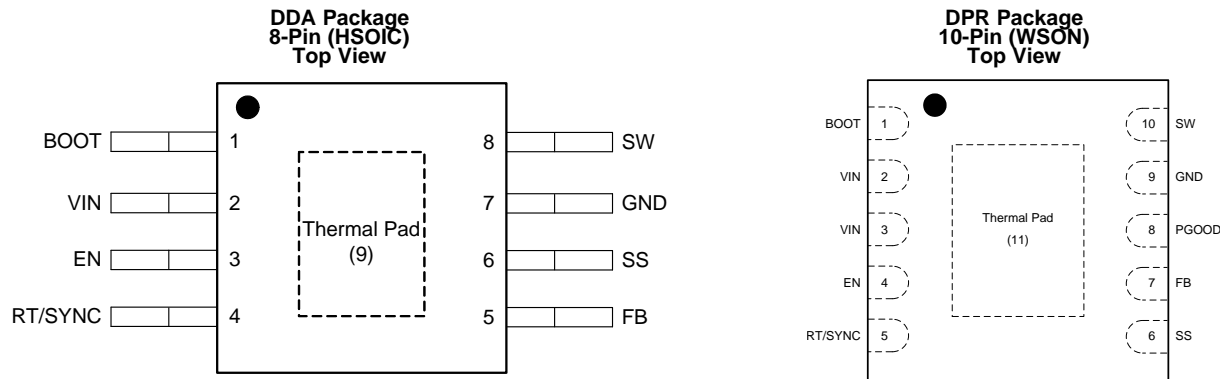 DDA Package
8-Pin (HSOIC)
Top View
BOOT 1 8 SW
VIN 2 7 GND
Thermal Pad
(9)
EN 3 6 SS
RT/SYNC 4 5 FB
DPR Package
10-Pin (WSON)
Top View
BOOT 1 10 SW
VIN 2 9 GND
Thermal Pad
(11)
VIN 3 8 PGOOD
EN 4 7 FB
RT/SYNC 5 6 SS